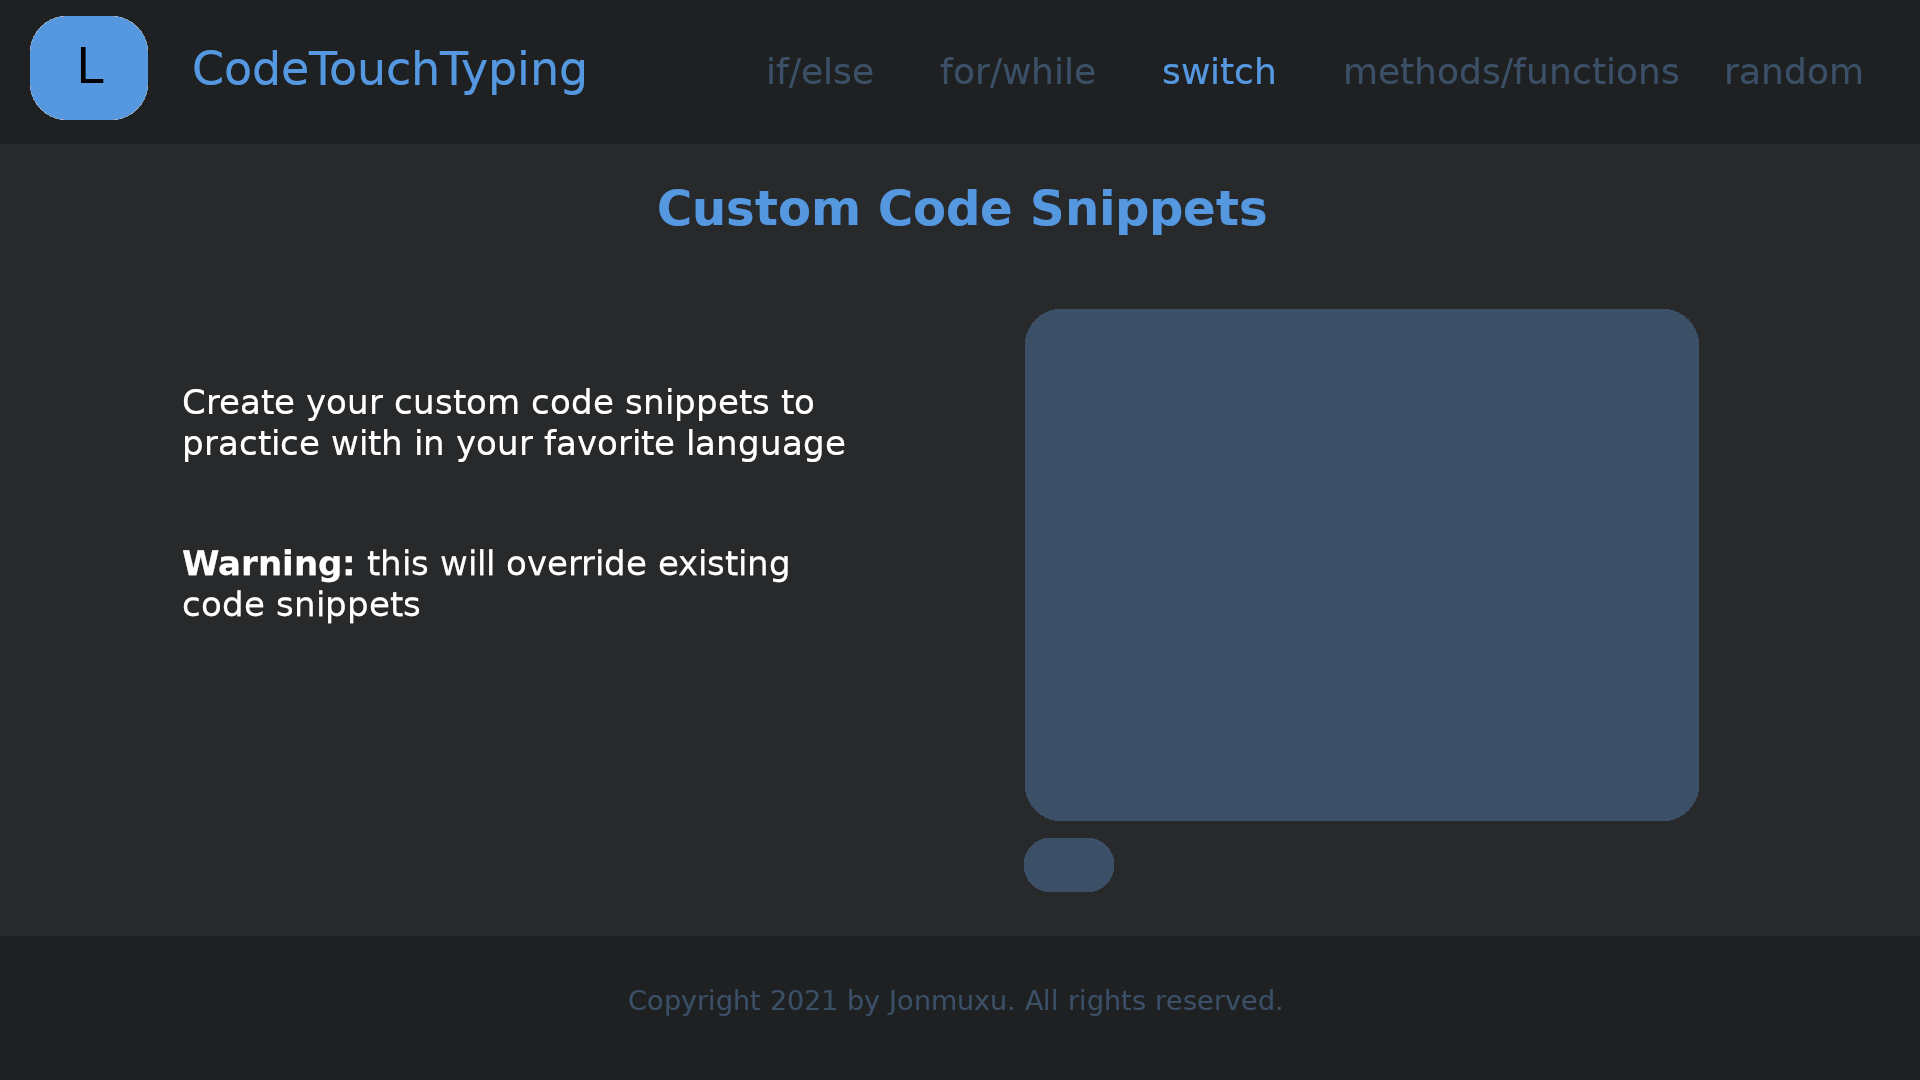 L
CodeTouchTyping
if/else for/while switch methods/functions random
Custom Code Snippets
Create your custom code snippets to
practice with in your favorite language
Warning: this will override existing
code snippets
Copyright 2021 by Jonmuxu. All rights reserved.